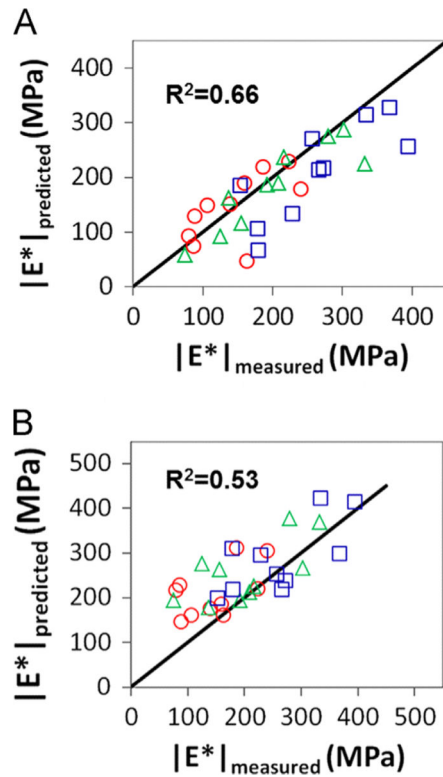 A
400
300
200
100
0
|E*|predicted (MPa)
R²=0.66
0 100 200 300 400
|E*|measured (MPa)
B
500
400
300
200
100
0
|E*|predicted (MPa)
R²=0.53
0 100 200 300 400 500
|E*|measured (MPa)